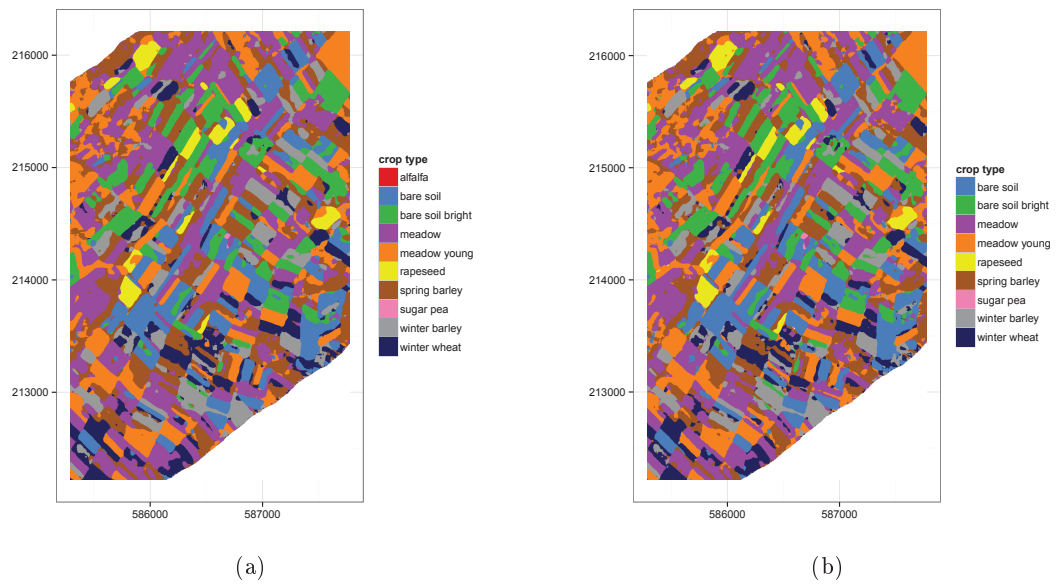 216000
215000
214000
213000
586000
587000
crop type
alfalfa
bare soil
bare soil bright
meadow
meadow young
rapeseed
spring barley
sugar pea
winter barley
winter wheat
(a)
216000
215000
214000
213000
586000
587000
crop type
bare soil
bare soil bright
meadow
meadow young
rapeseed
spring barley
sugar pea
winter barley
winter wheat
(b)